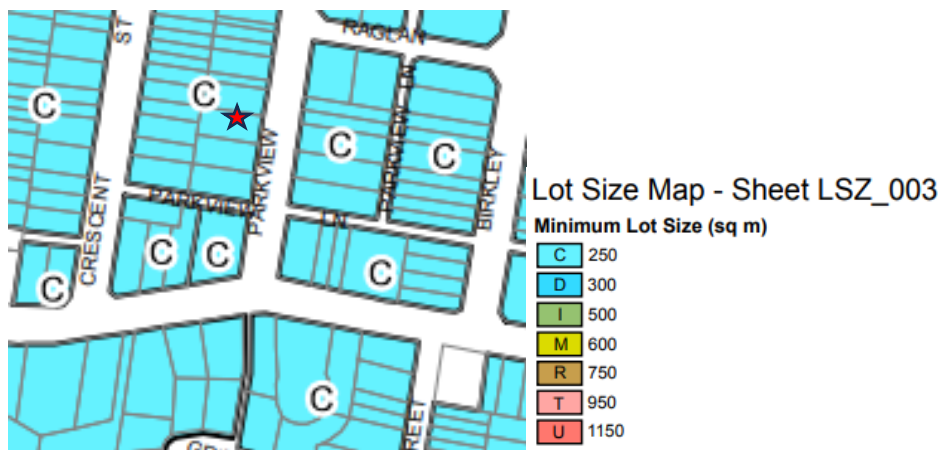 ST
RAGLAN
C
C
C
C
PARKVIEW LN
PARKVIEW
BIRKLEY
CRESCENT
PARKVIEW
LN
C
C
C
C
C
REET
Lot Size Map - Sheet LSZ_003
Minimum Lot Size (sq m)
C 250
D 300
I 500
M 600
R 750
T 950
U 1150